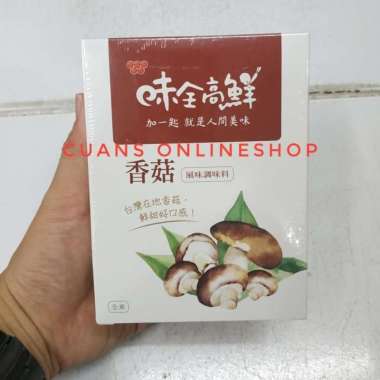 味全高鮮
加一匙 就是人間美味
CUANS ONLINESHOP
香菇 風味調味料
台灣在地香菇，
鮮甜好口感！
全素